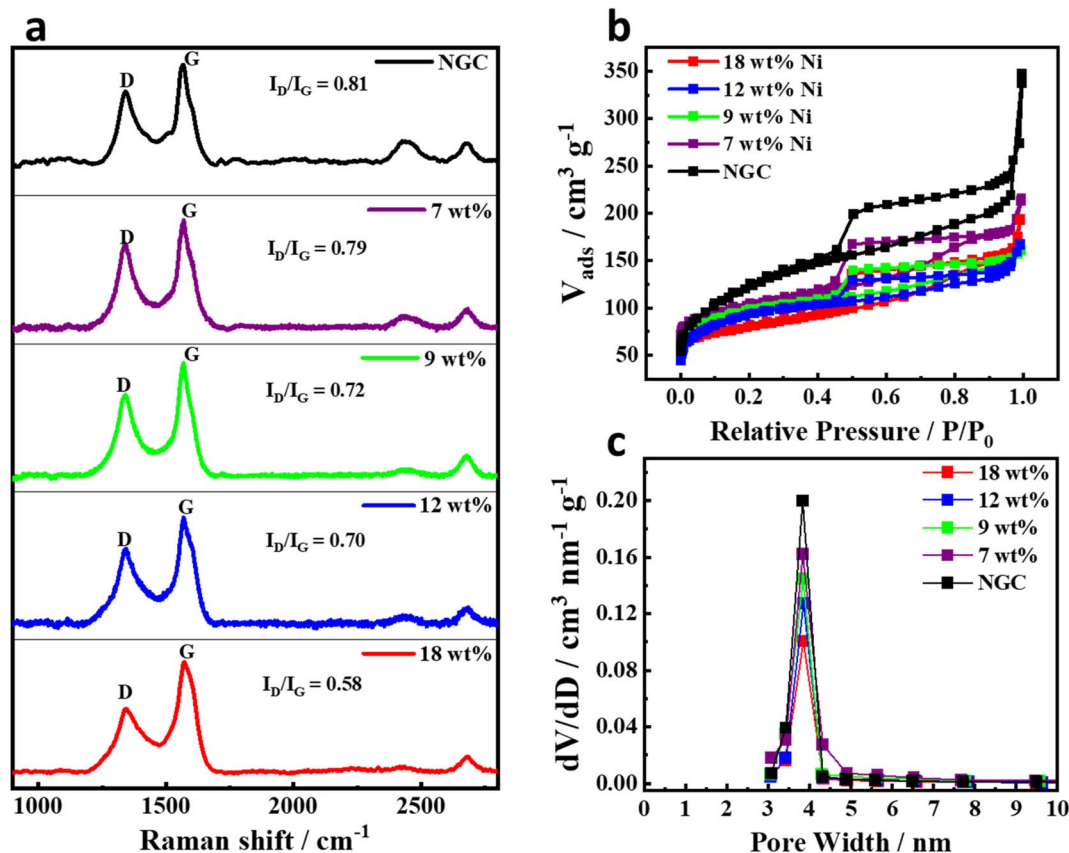 a
NGC
D
G
I_D/I_G = 0.81
7 wt%
D
G
I_D/I_G = 0.79
9 wt%
D
G
I_D/I_G = 0.72
12 wt%
D
G
I_D/I_G = 0.70
18 wt%
D
G
I_D/I_G = 0.58
1000 1500 2000 2500
Raman shift / cm⁻¹
b
18 wt% Ni
12 wt% Ni
9 wt% Ni
7 wt% Ni
NGC
350
300
250
200
150
100
50
V_ads / cm³ g⁻¹
0.0 0.2 0.4 0.6 0.8 1.0
Relative Pressure / P/P₀
c
18 wt%
12 wt%
9 wt%
7 wt%
NGC
0.20
0.16
0.12
0.08
0.04
0.00
dV/dD / cm³ nm⁻¹ g⁻¹
0 1 2 3 4 5 6 7 8 9 10
Pore Width / nm